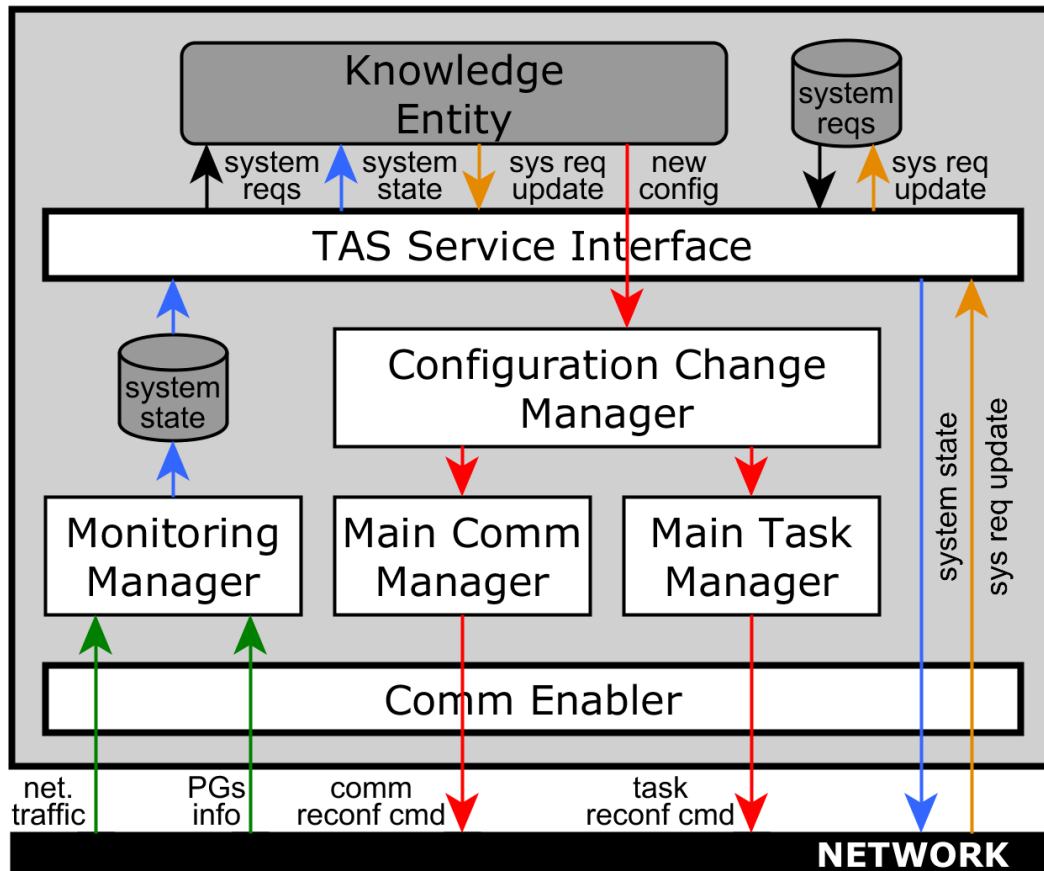 Knowledge
Entity
system
reqs
system
reqs
system
state
sys req
update
new
config
sys req
update
TAS Service Interface
system
state
Configuration Change
Manager
Monitoring
Manager
Main Comm
Manager
Main Task
Manager
system state
sys req update
Comm Enabler
net.
traffic
PGs
info
comm
reconf cmd
task
reconf cmd
NETWORK